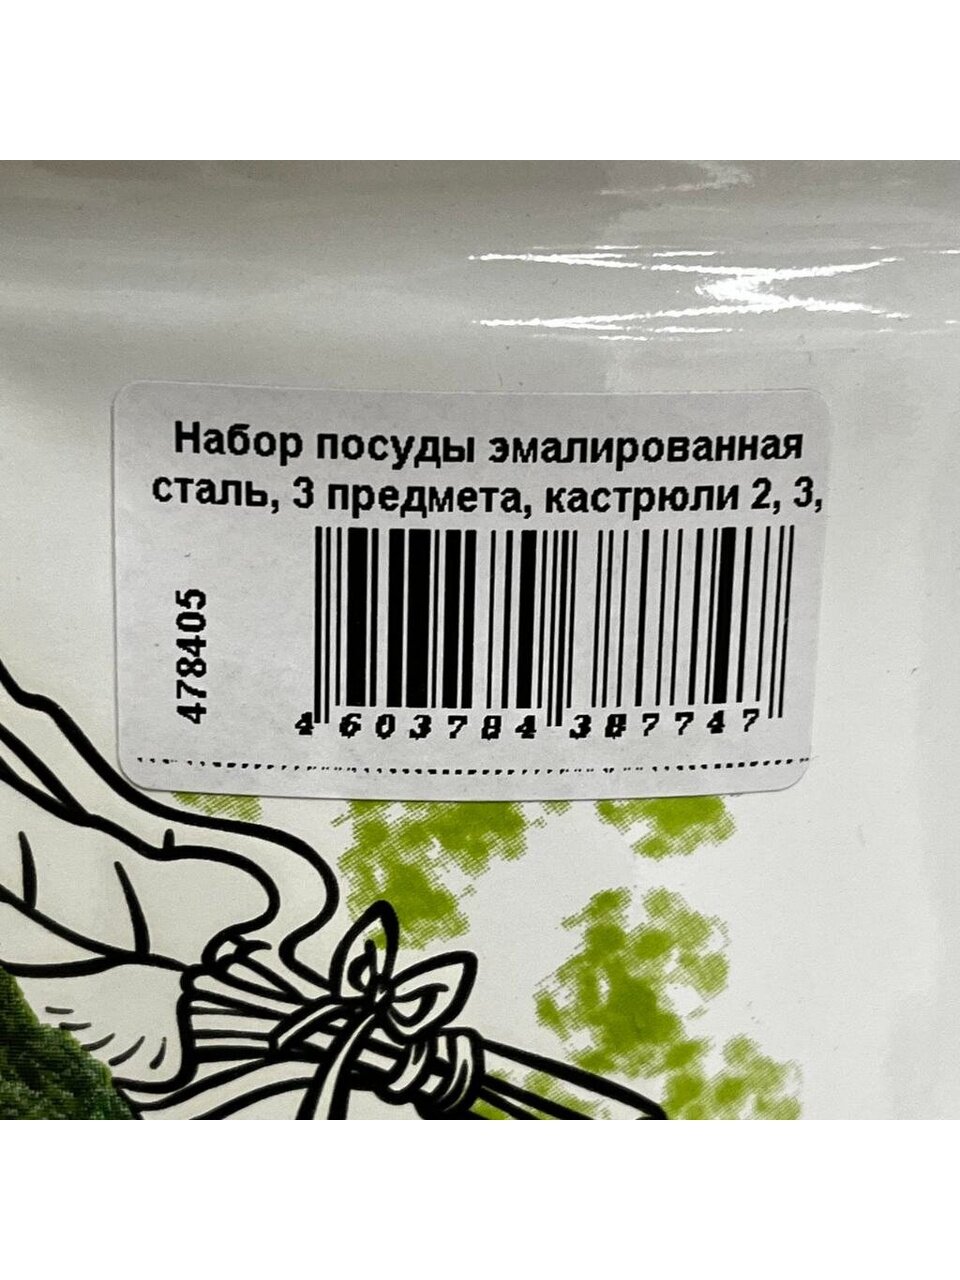 Набор посуды эмалированная
сталь, 3 предмета, кастрюли 2, 3,
478405
4 603784 387747